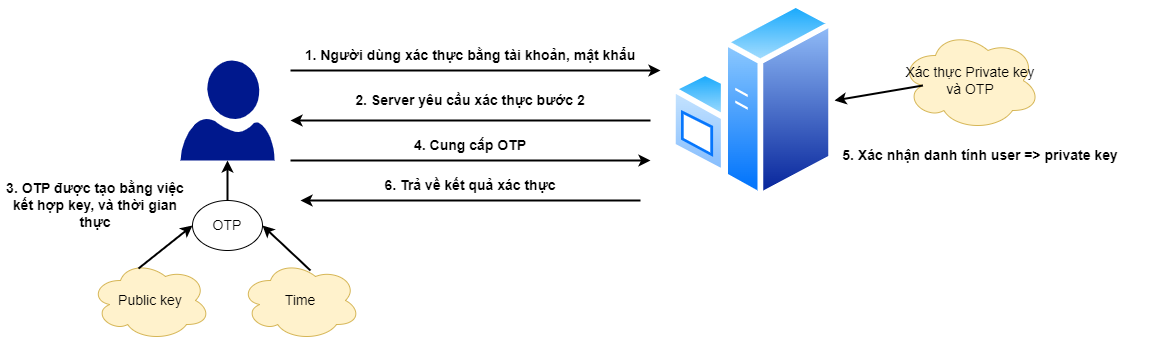 1. Người dùng xác thực bằng tài khoản, mật khẩu
Xác thực Private key
và OTP
2. Server yêu cầu xác thực bước 2
4. Cung cấp OTP
5. Xác nhận danh tính user => private key
3. OTP được tạo bằng việc
kết hợp key, và thời gian
thực
6. Trả về kết quả xác thực
OTP
Public key
Time